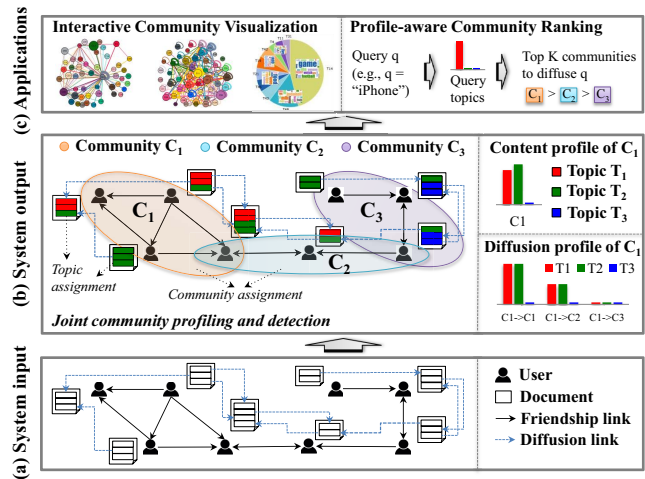 (c) Applications
Interactive Community Visualization
game
Profile-aware Community Ranking
Query q
(e.g., q =
“iPhone”)
Query
topics
Top K communities
to diffuse q
C1 > C2 > C3
(b) System output
Community C1
Community C2
Community C3
C1
C3
C2
Topic
assignment
Community assignment
Joint community profiling and detection
Content profile of C1
Topic T1
Topic T2
Topic T3
C1
Diffusion profile of C1
T1 T2 T3
C1->C1 C1->C2 C1->C3
(a) System input
User
Document
Friendship link
Diffusion link